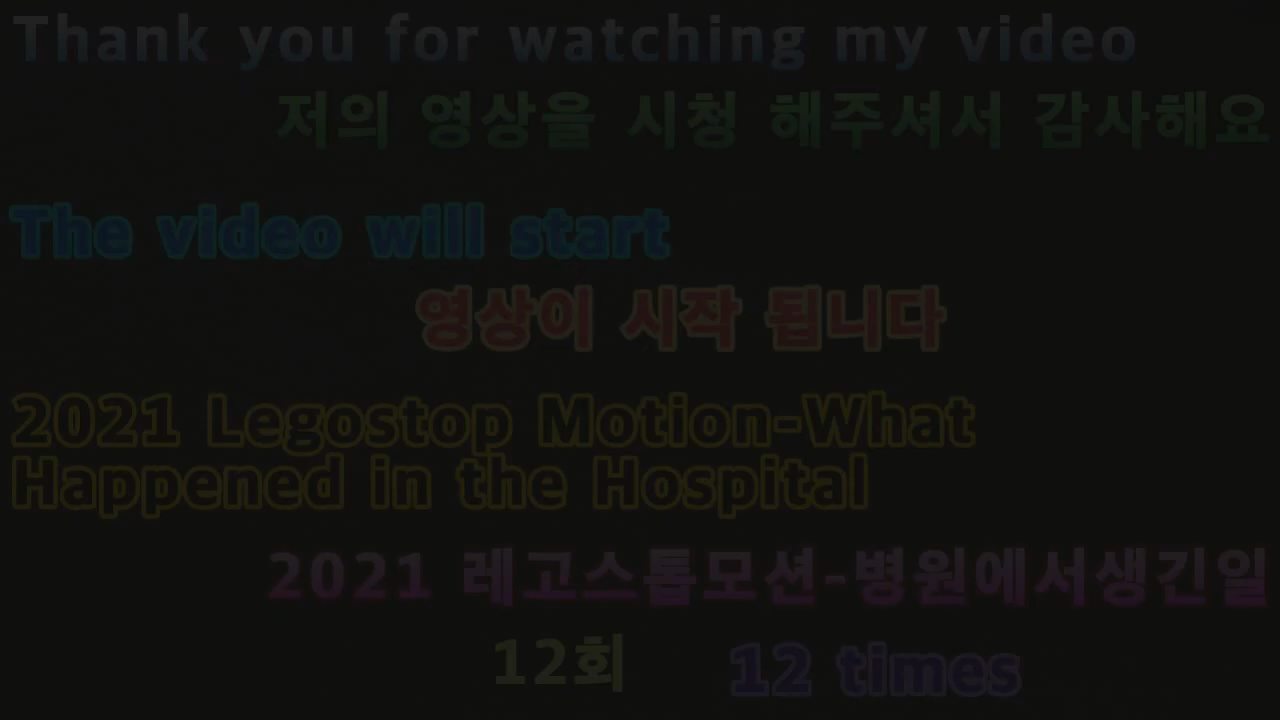 Thank you for watching my video
저의 영상을 시청 해주셔서 감사해요
The video will start
영상이 시작 됩니다
2021 Legostop Motion-What
Happened in the Hospital
2021 레고스톱모션-병원에서생긴일
12회 12 times